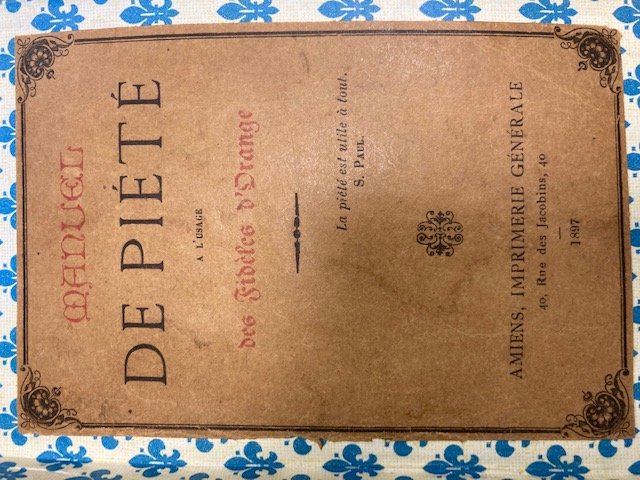 MANUEL
DE PIÉTÉ
A L'USAGE
des Fidèles d'Orange
La piété est utile à tout.
S. PAUL.
AMIENS, IMPRIMERIE GÉNÉRALE
40, Rue des Jacobins, 40
—
1897